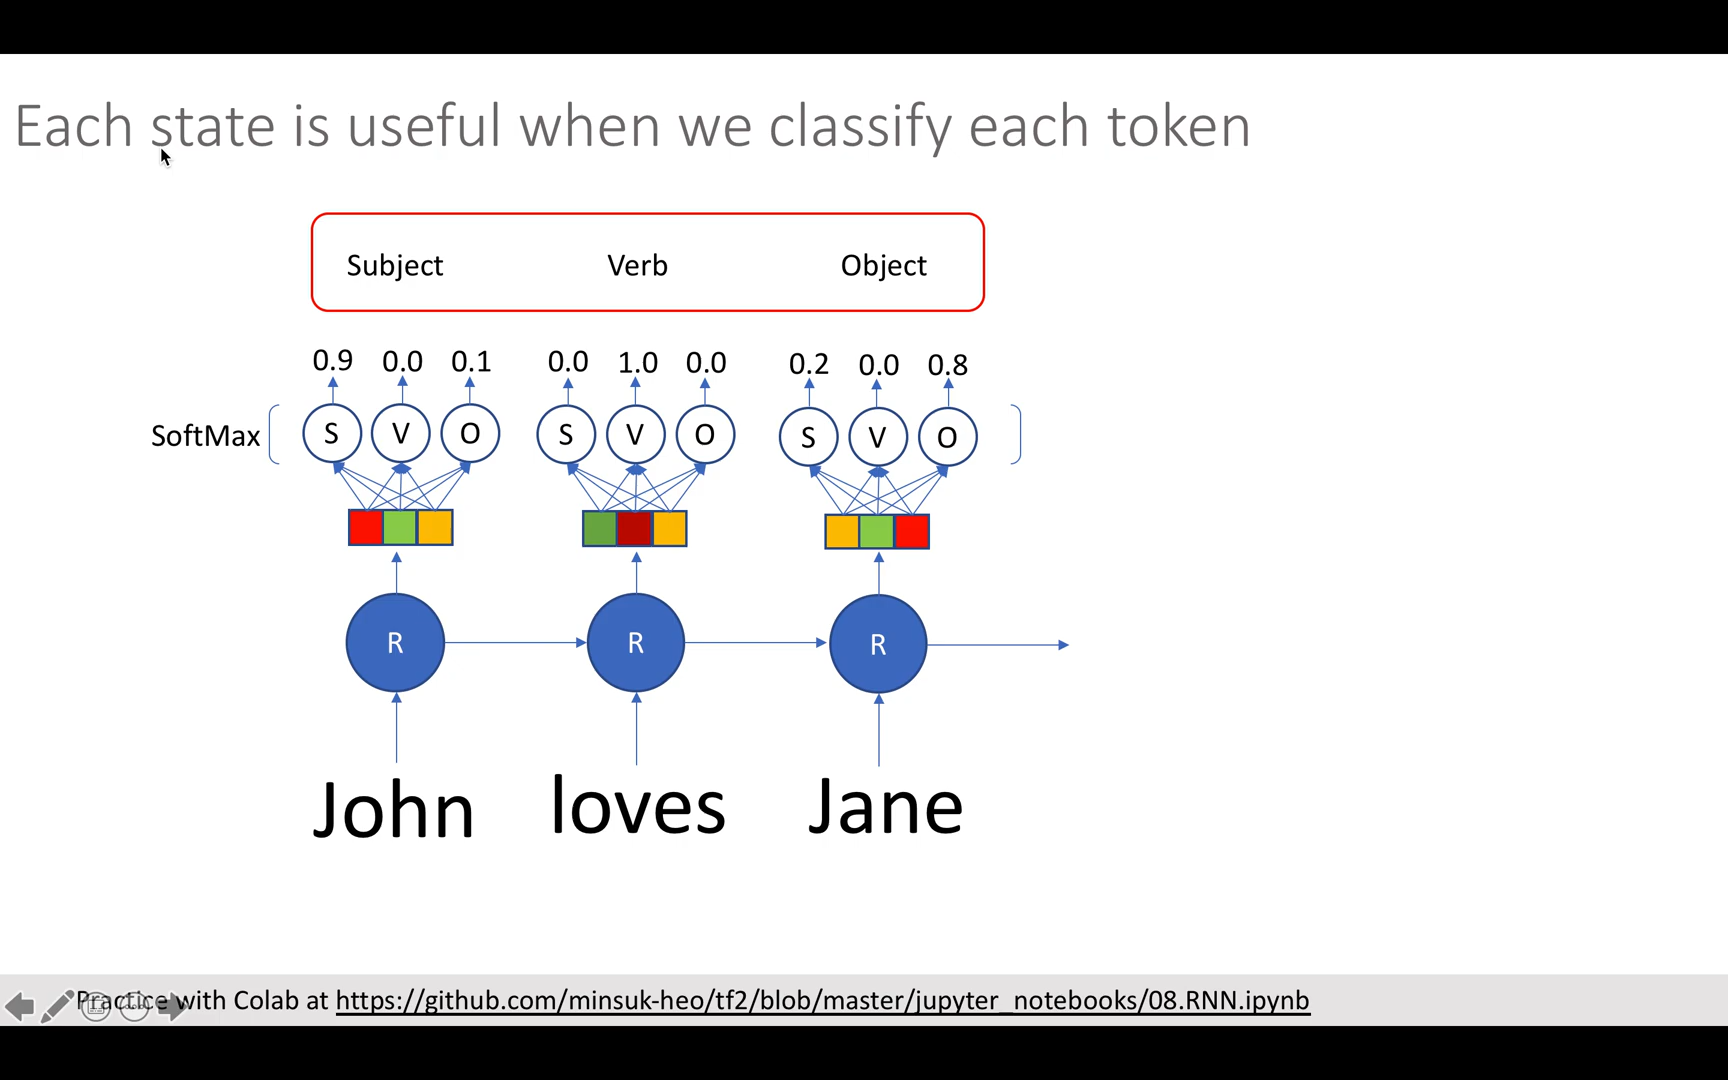 Each state is useful when we classify each token
Subject Verb Object
0.9 0.0 0.1 0.0 1.0 0.0 0.2 0.0 0.8
SoftMax S V O S V O S V O
R R R
John loves Jane
Practice with Colab at https://github.com/minsuk-heo/tf2/blob/master/jupyter_notebooks/08.RNN.ipynb